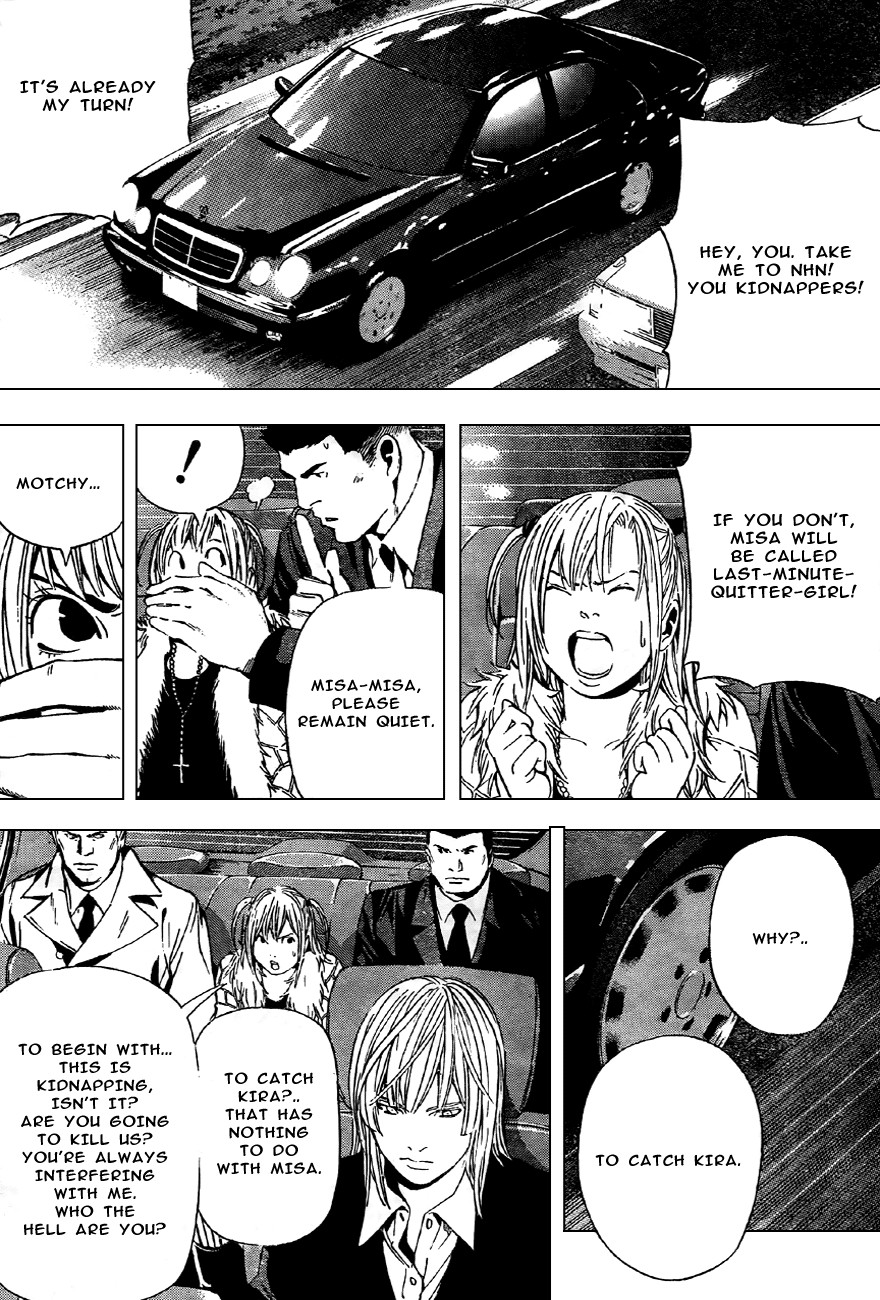 IT'S ALREADY
MY TURN!
HEY, YOU. TAKE
ME TO NHN!
YOU KIDNAPPERS!
IF YOU DON'T,
MISA WILL
BE CALLED
LAST-MINUTE-
QUITTER-GIRL!
!
MISA-MISA,
PLEASE
REMAIN QUIET.
MOTCHY...
WHY?..
TO CATCH KIRA.
TO CATCH
KIRA?..
THAT HAS
NOTHING
TO DO
WITH MISA.
TO BEGIN WITH...
THIS IS
KIDNAPPING,
ISN'T IT?
ARE YOU GOING
TO KILL US?
YOU'RE ALWAYS
INTERFERING
WITH ME.
WHO THE
HELL ARE YOU?